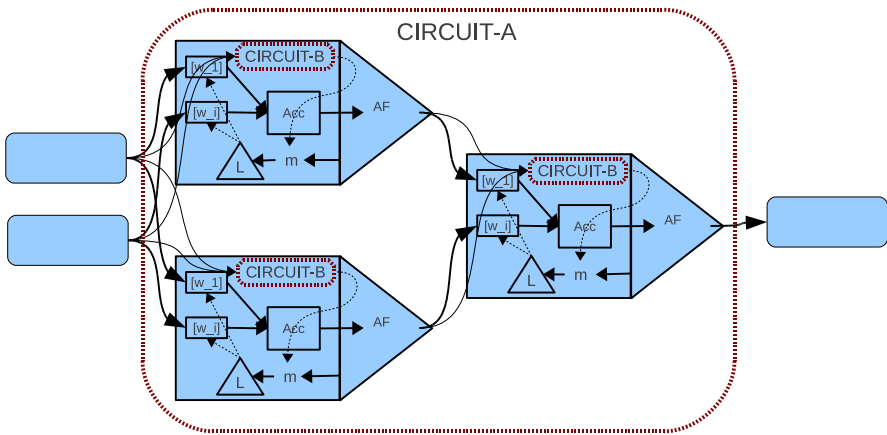 CIRCUIT-A
CIRCUIT-B
[w_1]
[w_i]
Acc
AF
L
m
CIRCUIT-B
[w_1]
[w_i]
Acc
AF
L
m
CIRCUIT-B
[w_1]
[w_i]
Acc
AF
L
m